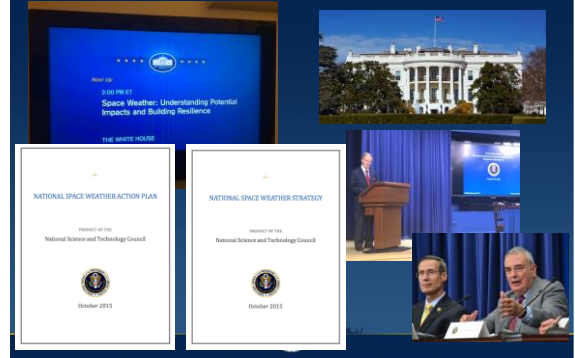 Next Up
2:00 PM ET
Space Weather: Understanding Potential
Impacts and Building Resilience
THE WHITE HOUSE
NATIONAL SPACE WEATHER ACTION PLAN
PRODUCT OF THE
National Science and Technology Council
October 2015
NATIONAL SPACE WEATHER STRATEGY
PRODUCT OF THE
National Science and Technology Council
October 2015